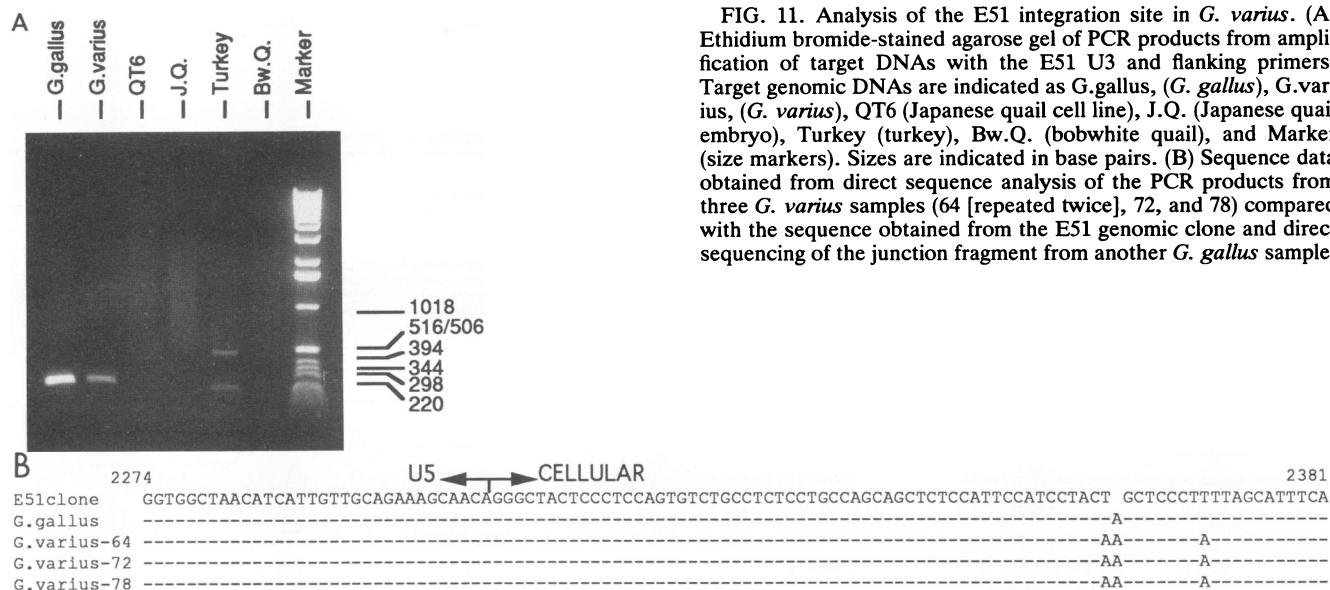 A
G.gallus
G.varius
QT6
J.Q.
Turkey
Bw.Q.
Marker
1018
516/506
394
344
298
220
FIG. 11. Analysis of the E51 integration site in G. varius. (A
Ethidium bromide-stained agarose gel of PCR products from ampli
fication of target DNAs with the E51 U3 and flanking primers
Target genomic DNAs are indicated as G.gallus, (G. gallus), G.var
ius, (G. varius), QT6 (Japanese quail cell line), J.Q. (Japanese quai
embryo), Turkey (turkey), Bw.Q. (bobwhite quail), and Marke
(size markers). Sizes are indicated in base pairs. (B) Sequence data
obtained from direct sequence analysis of the PCR products from
three G. varius samples (64 [repeated twice], 72, and 78) compared
with the sequence obtained from the E51 genomic clone and direc
sequencing of the junction fragment from another G. gallus sample
B
2274 U5 CELLULAR 2381
E51clone GGTGGCTAACATCATTGTTGCAGAAAGCAACAGGGCTACTCCCTCCAGTGTCTGCCTCTCCTGCCAGCAGCTCTCCATTCCATCCTACT GCTCCCTTTTAGCATTTCA
G.gallus -----------------------------------------------------------------------------------------A-------------------
G.varius-64 ----------------------------------------------------------------------------------------AA-------A-----------
G.varius-72 ----------------------------------------------------------------------------------------AA-------A-----------
G.varius-78 ----------------------------------------------------------------------------------------AA-------A-----------